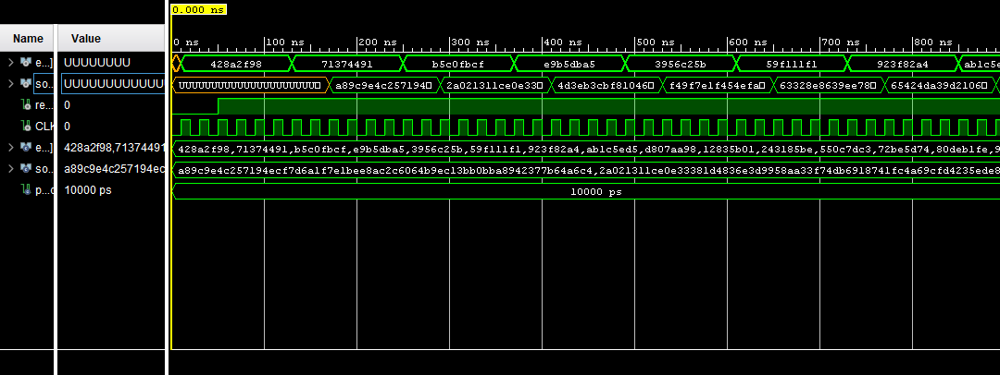 0.000 ns
Name Value
0 ns 100 ns 200 ns 300 ns 400 ns 500 ns 600 ns 700 ns 800 ns
e...] UUUUUUUU 428a2f98 71374491 b5c0fbcf e9b5dba5 3956c25b 59f111f1 923f82a4 ab1c5e
so... UUUUUUUUUUUUU UUUUUUUUUUUUUUUUUUUUU a89c9e4c257194 2a021311ce0e33 4d3eb3cbf81046 f49f7e1f454efa 63328e8639ee78 65424da39d2106
re... 0
CLK 0
e...] 428a2f98,71374491 428a2f98,71374491,b5c0fbcf,e9b5dba5,3956c25b,59f111f1,923f82a4,ab1c5ed5,d807aa98,12835b01,243185be,550c7dc3,72be5d74,80deb1fe,9
so... a89c9e4c257194ec a89c9e4c257194ecf7d6a1f7e1bee8ac2c6064b9ec13bb0bba8942377b64a6c4,2a021311ce0e33381d4836e3d9958aa33f74db6918741fc4a69cfd4235ede8
p...d 10000 ps 10000 ps